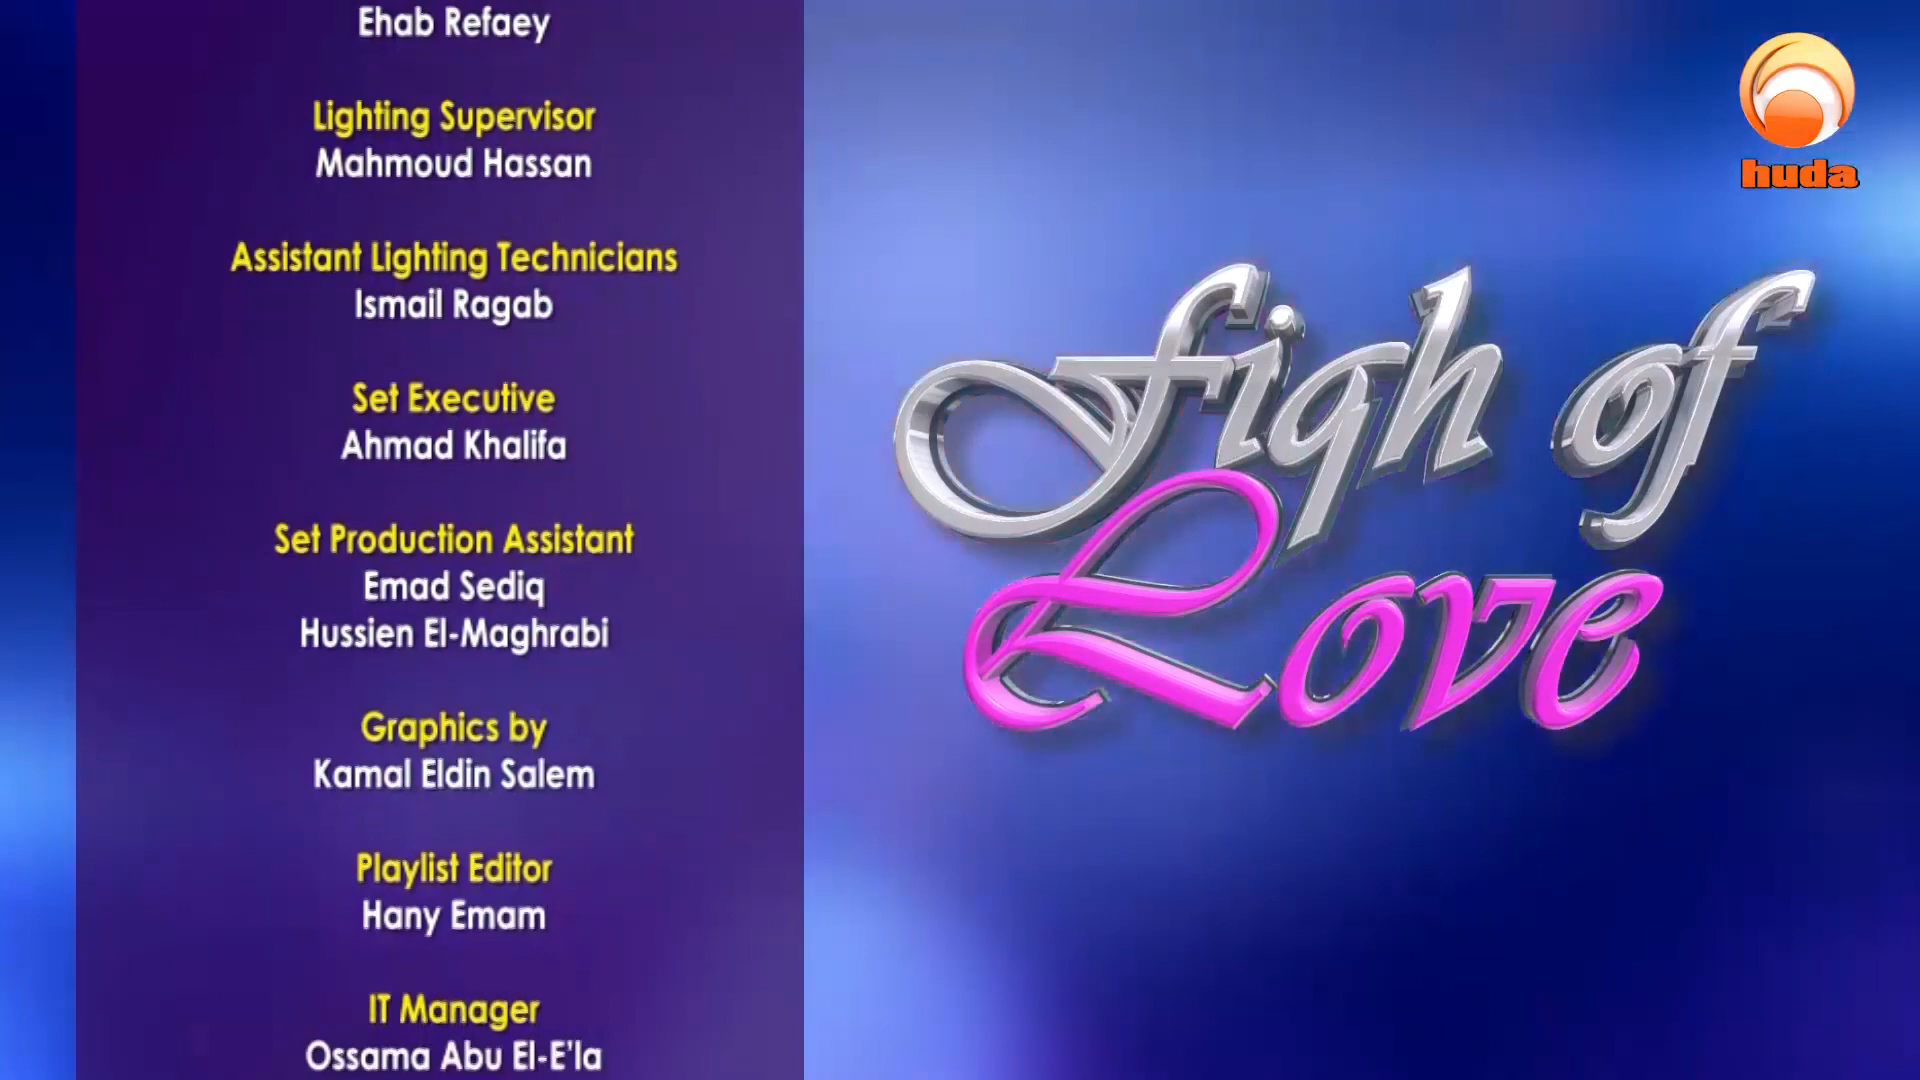 Ehab Refaey
Lighting Supervisor
Mahmoud Hassan
Assistant Lighting Technicians
Ismail Ragab
Set Executive
Ahmad Khalifa
Set Production Assistant
Emad Sediq
Hussien El-Maghrabi
Graphics by
Kamal Eldin Salem
Playlist Editor
Hany Emam
IT Manager
Ossama Abu El-E'la
huda
Fiqh of
Love